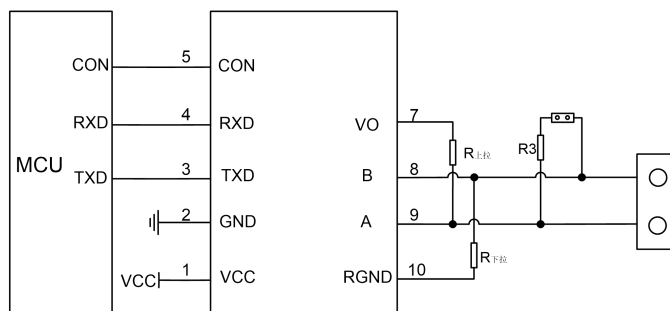 CON 5 CON
RXD 4 RXD
MCU
TXD 3 TXD
2 GND
VCC 1 VCC
VO 7
B 8
A 9
RGND 10
R上拉
R3
R下拉